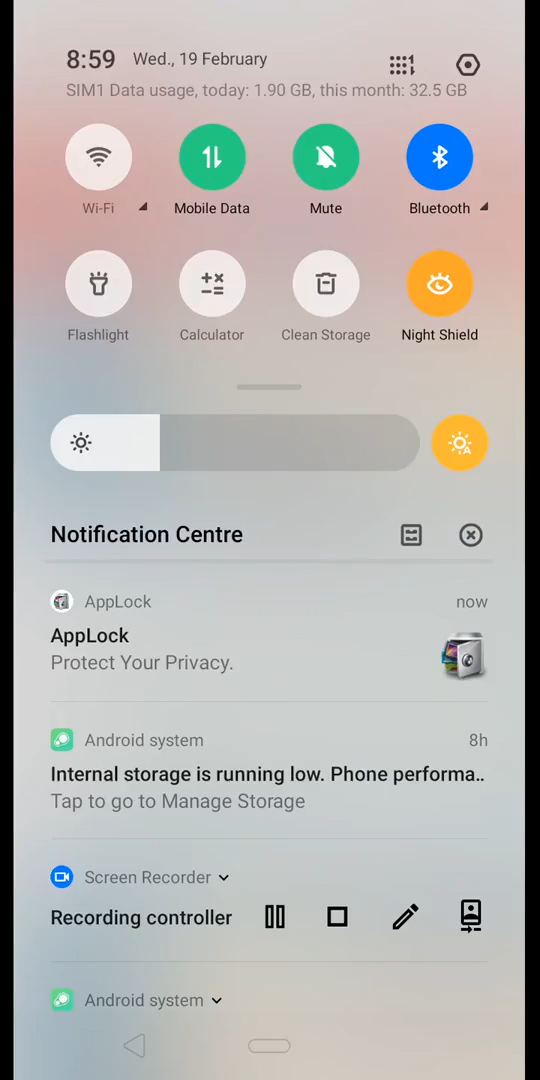 8:59 Wed., 19 February
SIM1 Data usage, today: 1.90 GB, this month: 32.5 GB
Wi-Fi Mobile Data Mute Bluetooth
Flashlight Calculator Clean Storage Night Shield
Notification Centre
AppLock now
AppLock
Protect Your Privacy.
Android system 8h
Internal storage is running low. Phone performa..
Tap to go to Manage Storage
Screen Recorder
Recording controller
Android system